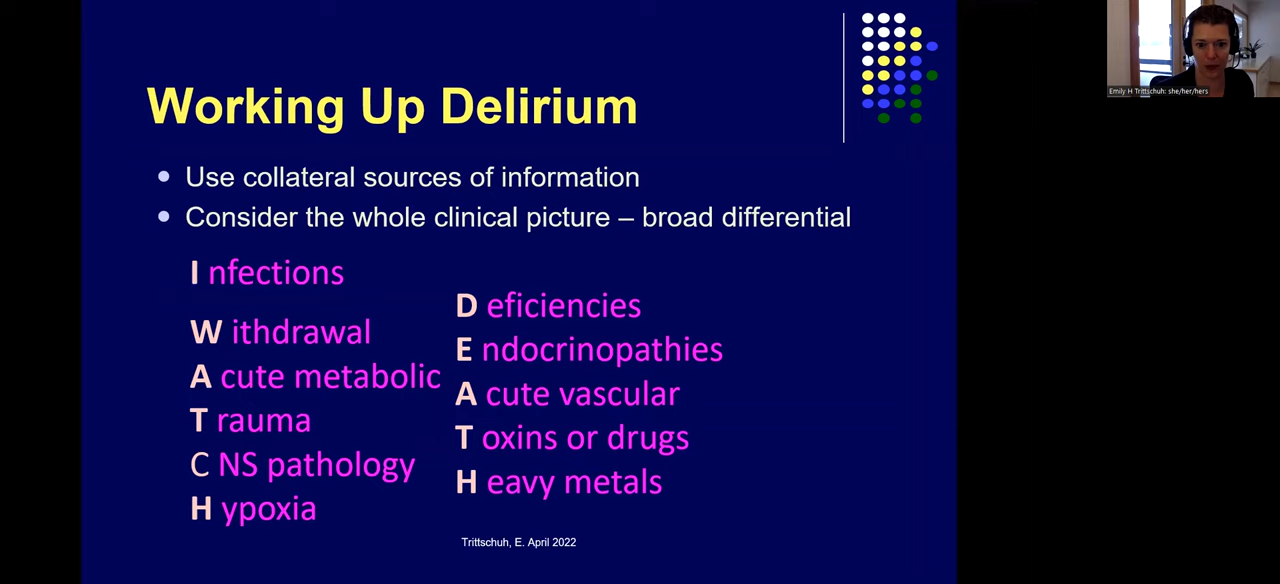 Working Up Delirium
Use collateral sources of information
Consider the whole clinical picture – broad differential
I nfections
W ithdrawal
A cute metabolic
T rauma
C NS pathology
H ypoxia
D eficiencies
E ndocrinopathies
A cute vascular
T oxins or drugs
H eavy metals
Trittschuh, E. April 2022
Emily H Trittschuh: she/her/hers